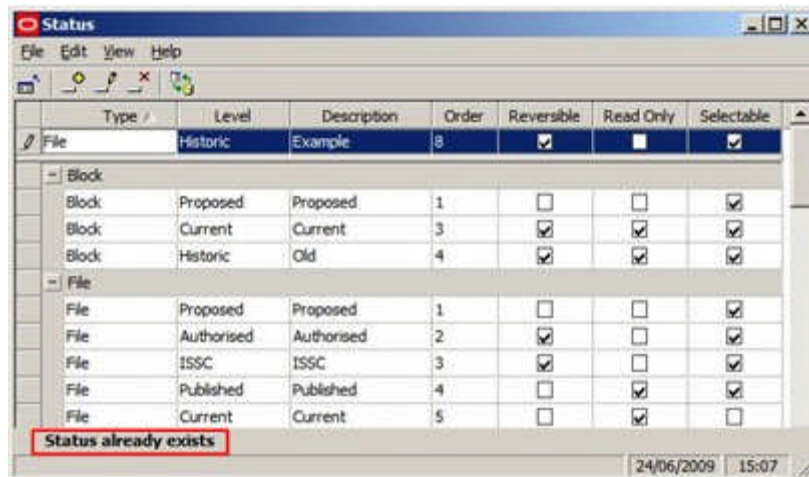 Status
File Edit View Help
Type Level Description Order Reversible Read Only Selectable
File Historic Example 8
Block
Block Proposed Proposed 1
Block Current Current 3
Block Historic Old 4
File
File Proposed Proposed 1
File Authorised Authorised 2
File ISSC ISSC 3
File Published Published 4
File Current Current 5
Status already exists
24/06/2009 15:07